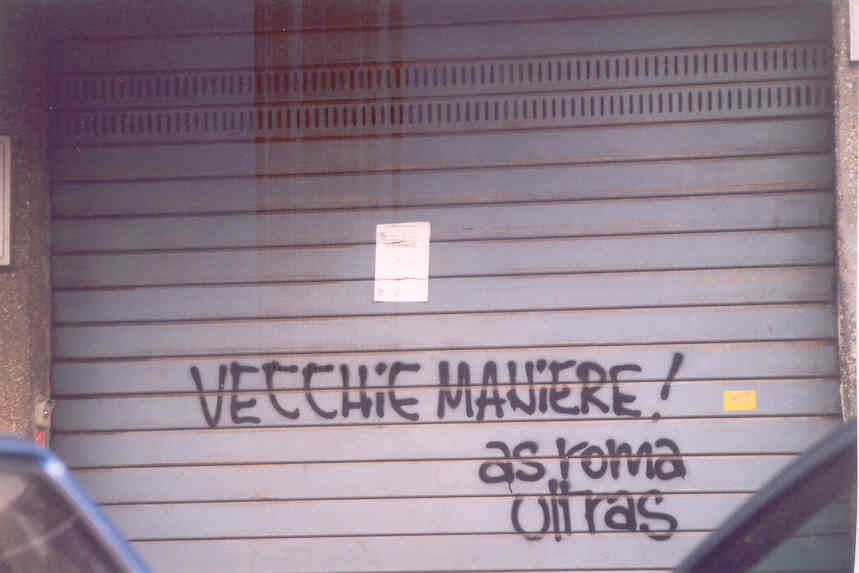 VECCHIE MANIERE!
as roma
ultras